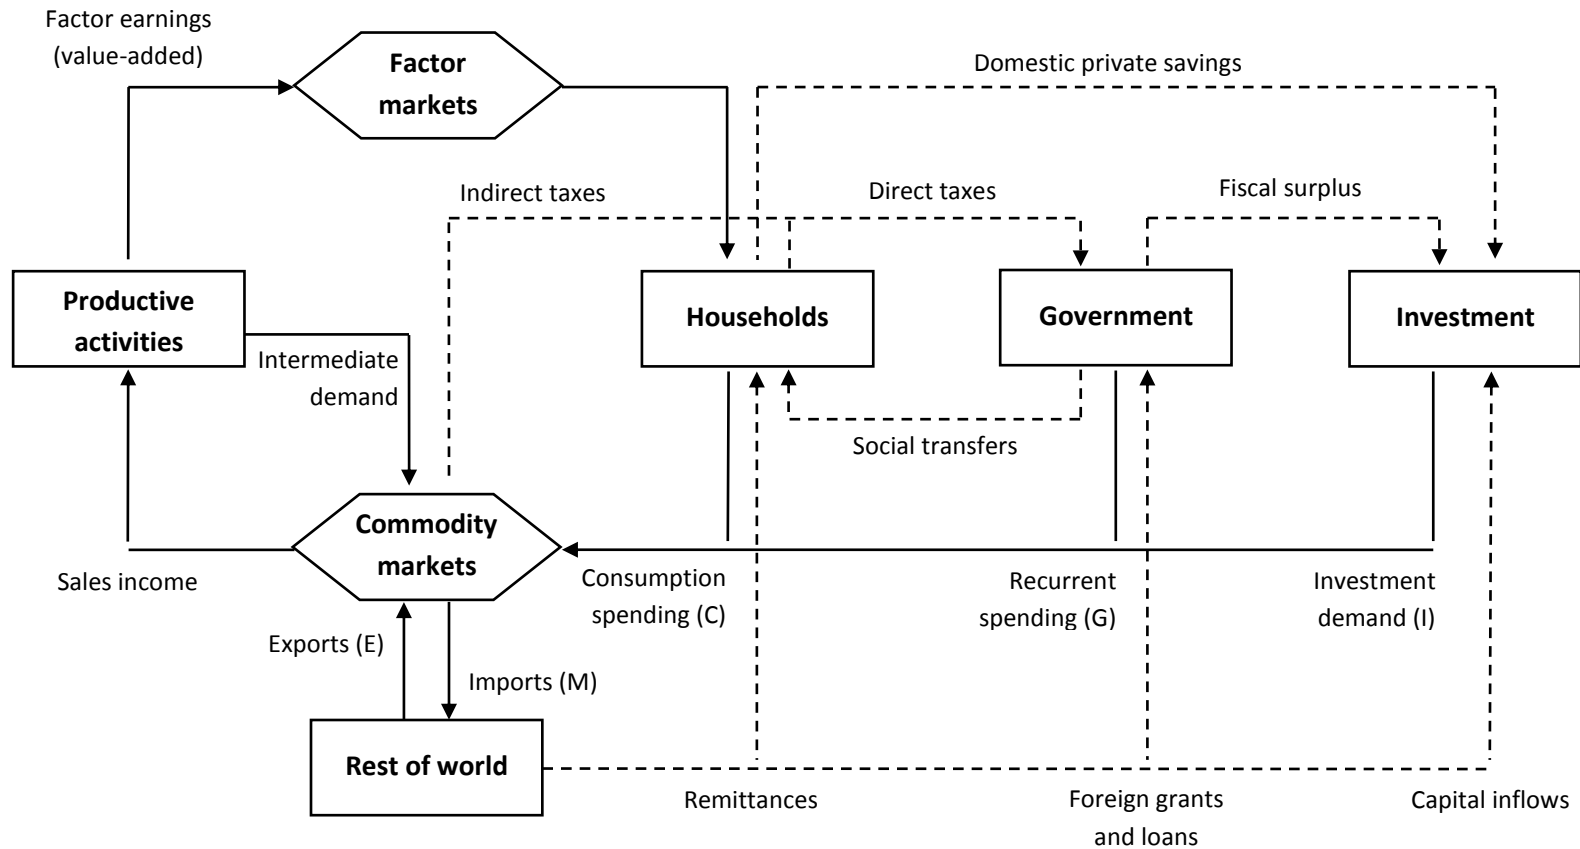 Factor earnings
(value-added)
Factor
markets
Domestic private savings
Indirect taxes
Direct taxes
Fiscal surplus
Productive
activities
Households
Government
Investment
Intermediate
demand
Social transfers
Commodity
markets
Sales income
Consumption
spending (C)
Recurrent
spending (G)
Investment
demand (I)
Exports (E)
Imports (M)
Rest of world
Remittances
Foreign grants
and loans
Capital inflows